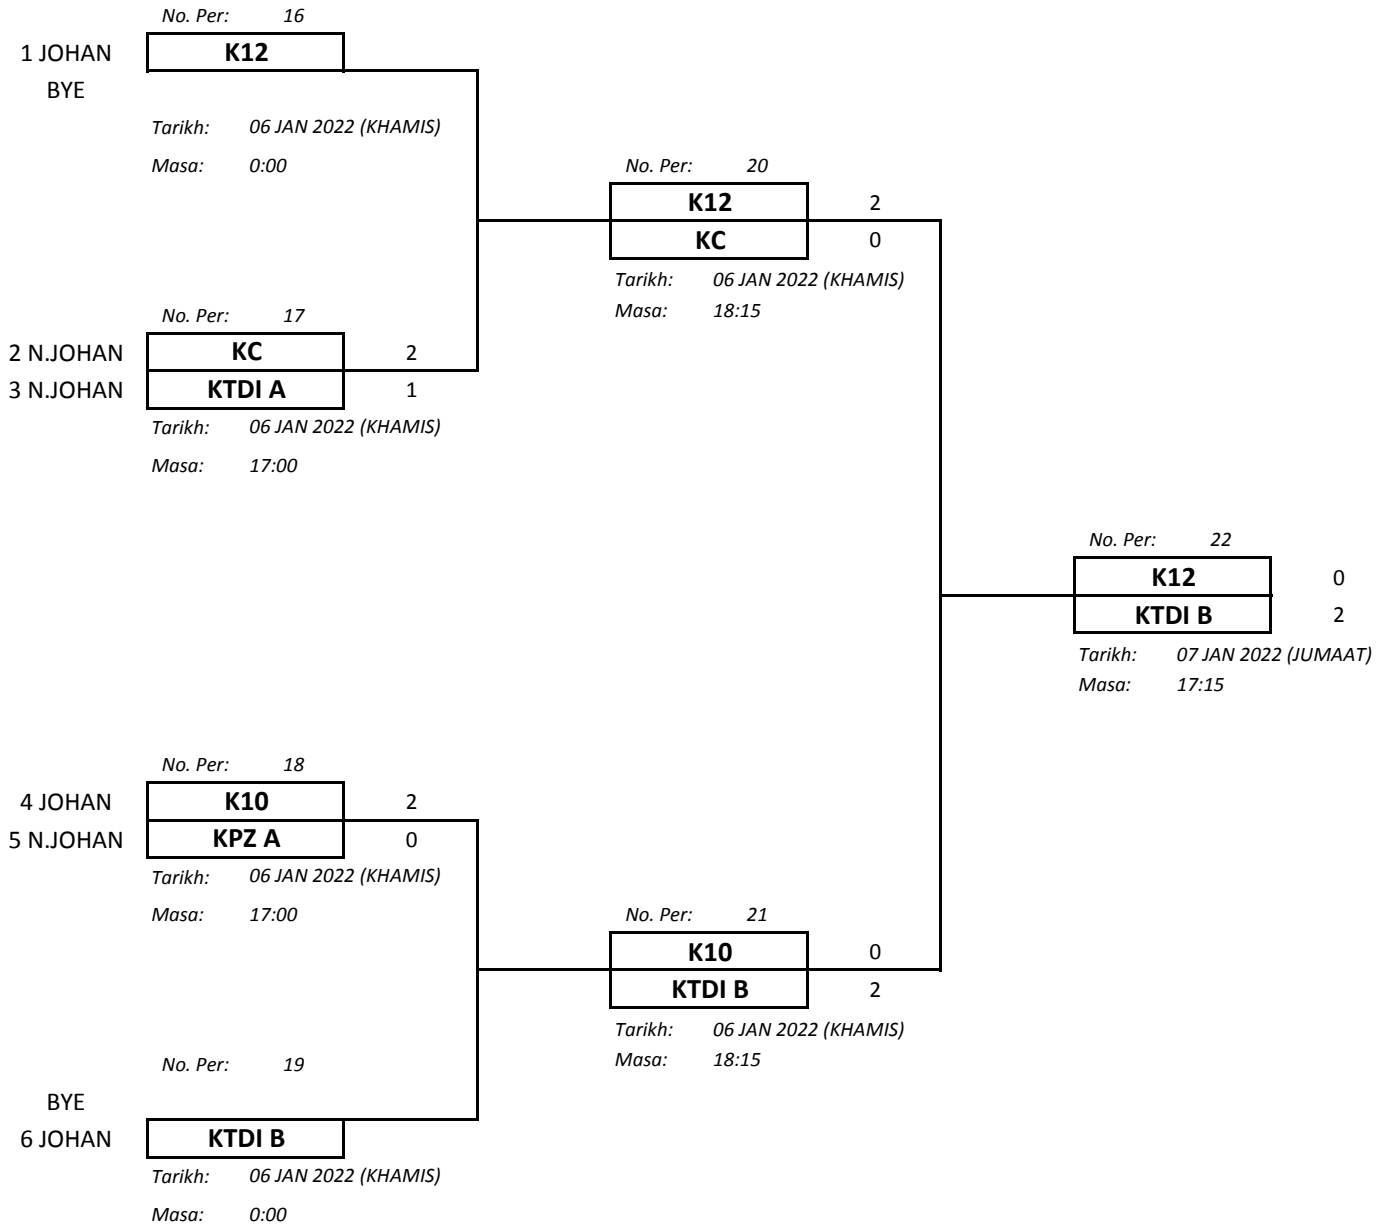 No. Per: 16
1 JOHAN K12
BYE
Tarikh: 06 JAN 2022 (KHAMIS)
Masa: 0:00
No. Per: 17
2 N.JOHAN KC 2
3 N.JOHAN KTDI A 1
Tarikh: 06 JAN 2022 (KHAMIS)
Masa: 17:00
No. Per: 18
4 JOHAN K10 2
5 N.JOHAN KPZ A 0
Tarikh: 06 JAN 2022 (KHAMIS)
Masa: 17:00
No. Per: 19
BYE
6 JOHAN KTDI B
Tarikh: 06 JAN 2022 (KHAMIS)
Masa: 0:00
No. Per: 20
K12 2
KC 0
Tarikh: 06 JAN 2022 (KHAMIS)
Masa: 18:15
No. Per: 21
K10 0
KTDI B 2
Tarikh: 06 JAN 2022 (KHAMIS)
Masa: 18:15
No. Per: 22
K12 0
KTDI B 2
Tarikh: 07 JAN 2022 (JUMAAT)
Masa: 17:15